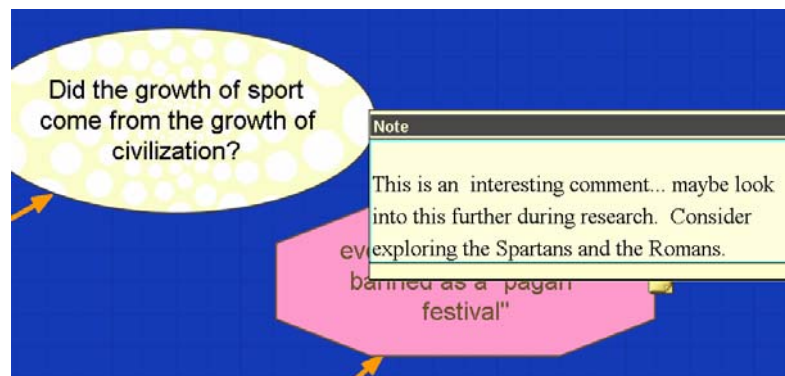 Did the growth of sport
come from the growth of
civilization?
Note
This is an interesting comment... maybe look
into this further during research. Consider
exploring the Spartans and the Romans.
banned as a "pagan
festival"